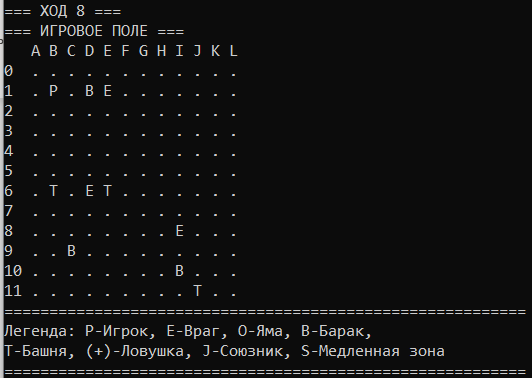 === ХОД 8 ===
=== ИГРОВОЕ ПОЛЕ ===
A B C D E F G H I J K L
0 . . . . . . . . . . . .
1 . P . B E . . . . . . .
2 . . . . . . . . . . . .
3 . . . . . . . . . . . .
4 . . . . . . . . . . . .
5 . . . . . . . . . . . .
6 . T . E T . . . . . . .
7 . . . . . . . . . . . .
8 . . . . . . . . E . . .
9 . . B . . . . . . . . .
10 . . . . . . . . B . . .
11 . . . . . . . . . T . .
==========================================================
Легенда: P-Игрок, E-Враг, O-Яма, B-Барак,
T-Башня, (+)-Ловушка, J-Союзник, S-Медленная зона
==========================================================